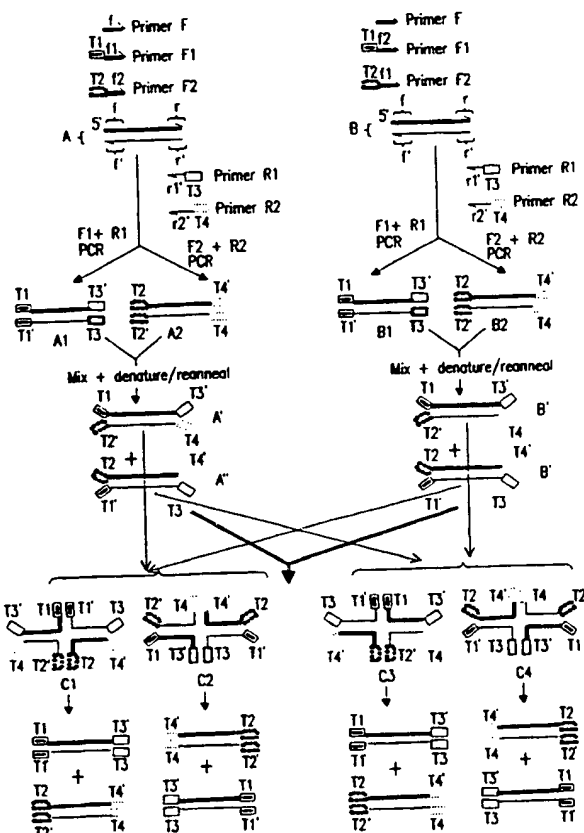 f Primer F
T1 f1 Primer F1
T2 f2 Primer F2
f r
5'
A {
f' r'
r1' T3 Primer R1
r2' T4 Primer R2
F1+ R1 PCR
F2 + R2 PCR
T1 T3' T2 T4'
T1' T3 T2' T4
A1 A2
Mix + denature/reanneal
T1 T3'
A'
T2' T4
+
T2 T4'
A"
T1' T3
f Primer F
T1 f2 Primer F1
T2 f1 Primer F2
f r
5'
B {
f' r'
r1' T3 Primer R1
r2' T4 Primer R2
F1+ R1 PCR
F2 + R2 PCR
T1 T3' T2 T4'
T1' T3 T2' T4
B1 B2
Mix + denature/reanneal
T1 T3'
B'
T2' T4
+
T2 T4'
B'
T1' T3
T3' T1 T1' T3
T4 T2' T2 T4'
C1
T2' T4 T4' T2
T1 T3' T3 T1'
C2
T3 T1' T1 T3'
T4' T2 T2' T4
C3
T2 T4' T4 T2'
T1' T3 T3' T1
C4
T1 T3'
T1' T3
+
T2 T4'
T2' T4
T4' T2
T4 T2'
+
T3' T1
T3 T1'
T1 T3'
T1' T3
+
T2 T4'
T2' T4
T4' T2
T4 T2'
+
T3' T1
T3 T1'